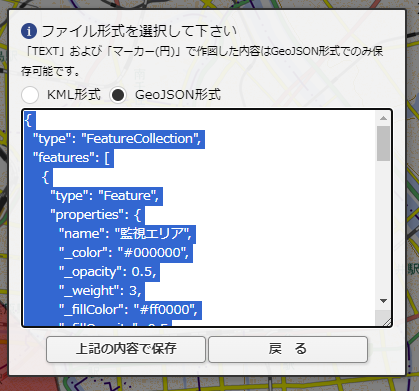 ファイル形式を選択して下さい
「TEXT」および「マーカー(円)」で作図した内容はGeoJSON形式でのみ保
存可能です。
KML形式 GeoJSON形式
{
"type": "FeatureCollection",
"features": [
{
"type": "Feature",
"properties": {
"name": "監視エリア",
"_color": "#000000",
"_opacity": 0.5,
"_weight": 3,
"_fillColor": "#ff0000",
"_fillOpacity": 0.5
上記の内容で保存 戻 る
駅